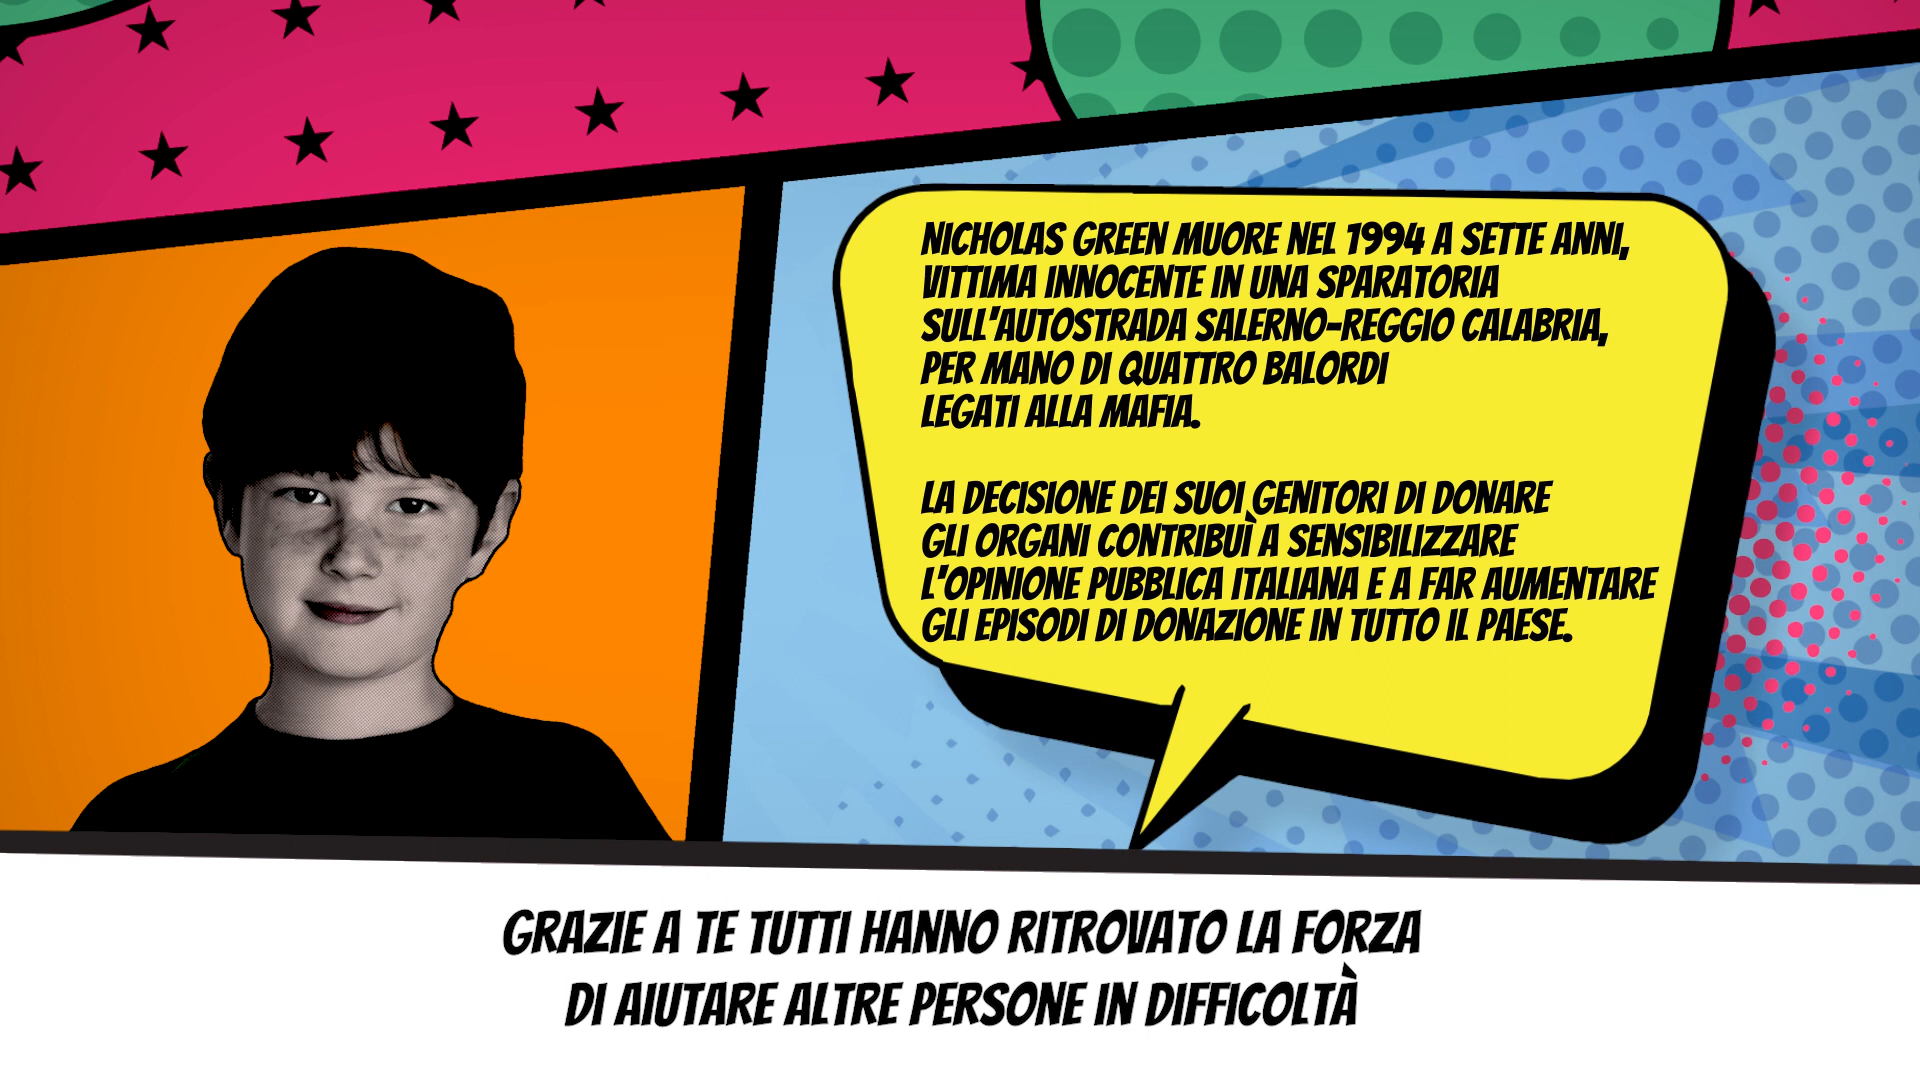 NICHOLAS GREEN MUORE NEL 1994 A SETTE ANNI,
VITTIMA INNOCENTE IN UNA SPARATORIA
SULL'AUTOSTRADA SALERNO-REGGIO CALABRIA,
PER MANO DI QUATTRO BALORDI
LEGATI ALLA MAFIA.
LA DECISIONE DEI SUOI GENITORI DI DONARE
GLI ORGANI CONTRIBUÌ A SENSIBILIZZARE
L'OPINIONE PUBBLICA ITALIANA E A FAR AUMENTARE
GLI EPISODI DI DONAZIONE IN TUTTO IL PAESE.
GRAZIE A TE TUTTI HANNO RITROVATO LA FORZA
DI AIUTARE ALTRE PERSONE IN DIFFICOLTÀ